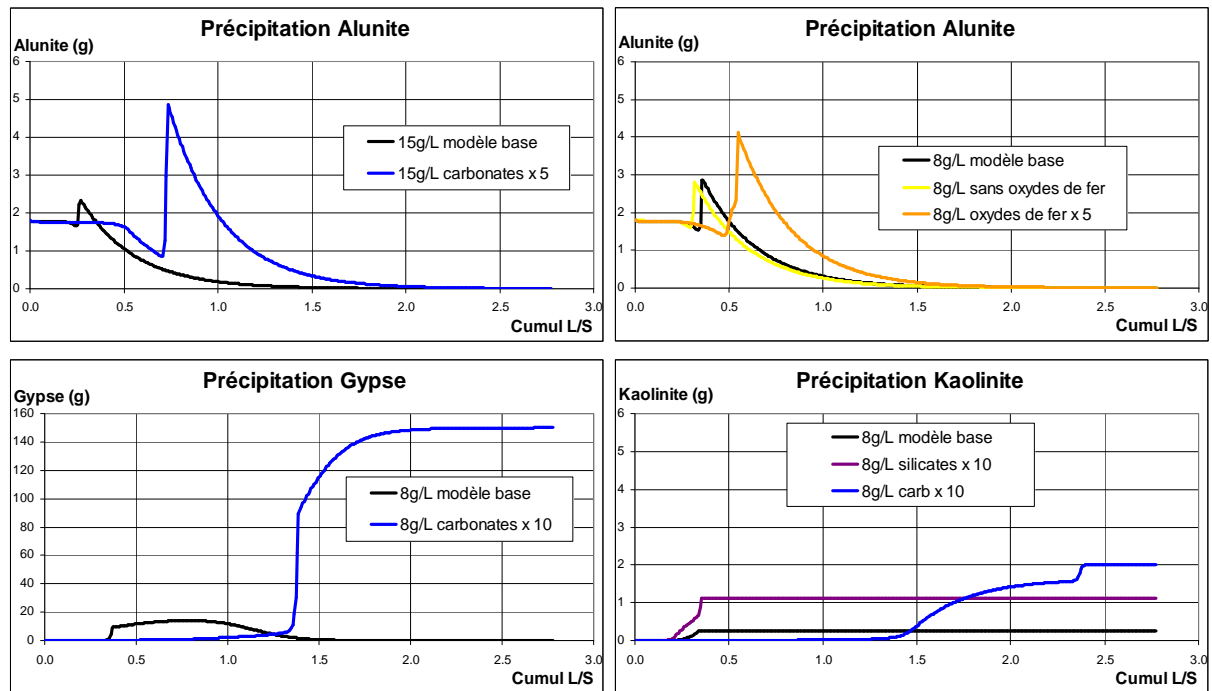 Précipitation Alunite
Alunite (g)
6
5
4
3
2
1
0
15g/L modèle base
15g/L carbonates x 5
0.0 0.5 1.0 1.5 2.0 2.5 3.0
Cumul L/S
Précipitation Alunite
Alunite (g)
6
5
4
3
2
1
0
8g/L modèle base
8g/L sans oxydes de fer
8g/L oxydes de fer x 5
0.0 0.5 1.0 1.5 2.0 2.5 3.0
Cumul L/S
Précipitation Gypse
Gypse (g)
160
140
120
100
80
60
40
20
0
8g/L modèle base
8g/L carbonates x 10
0.0 0.5 1.0 1.5 2.0 2.5 3.0
Cumul L/S
Précipitation Kaolinite
Kaolinite (g)
6
5
4
3
2
1
0
8g/L modèle base
8g/L silicates x 10
8g/L carb x 10
0.0 0.5 1.0 1.5 2.0 2.5 3.0
Cumul L/S